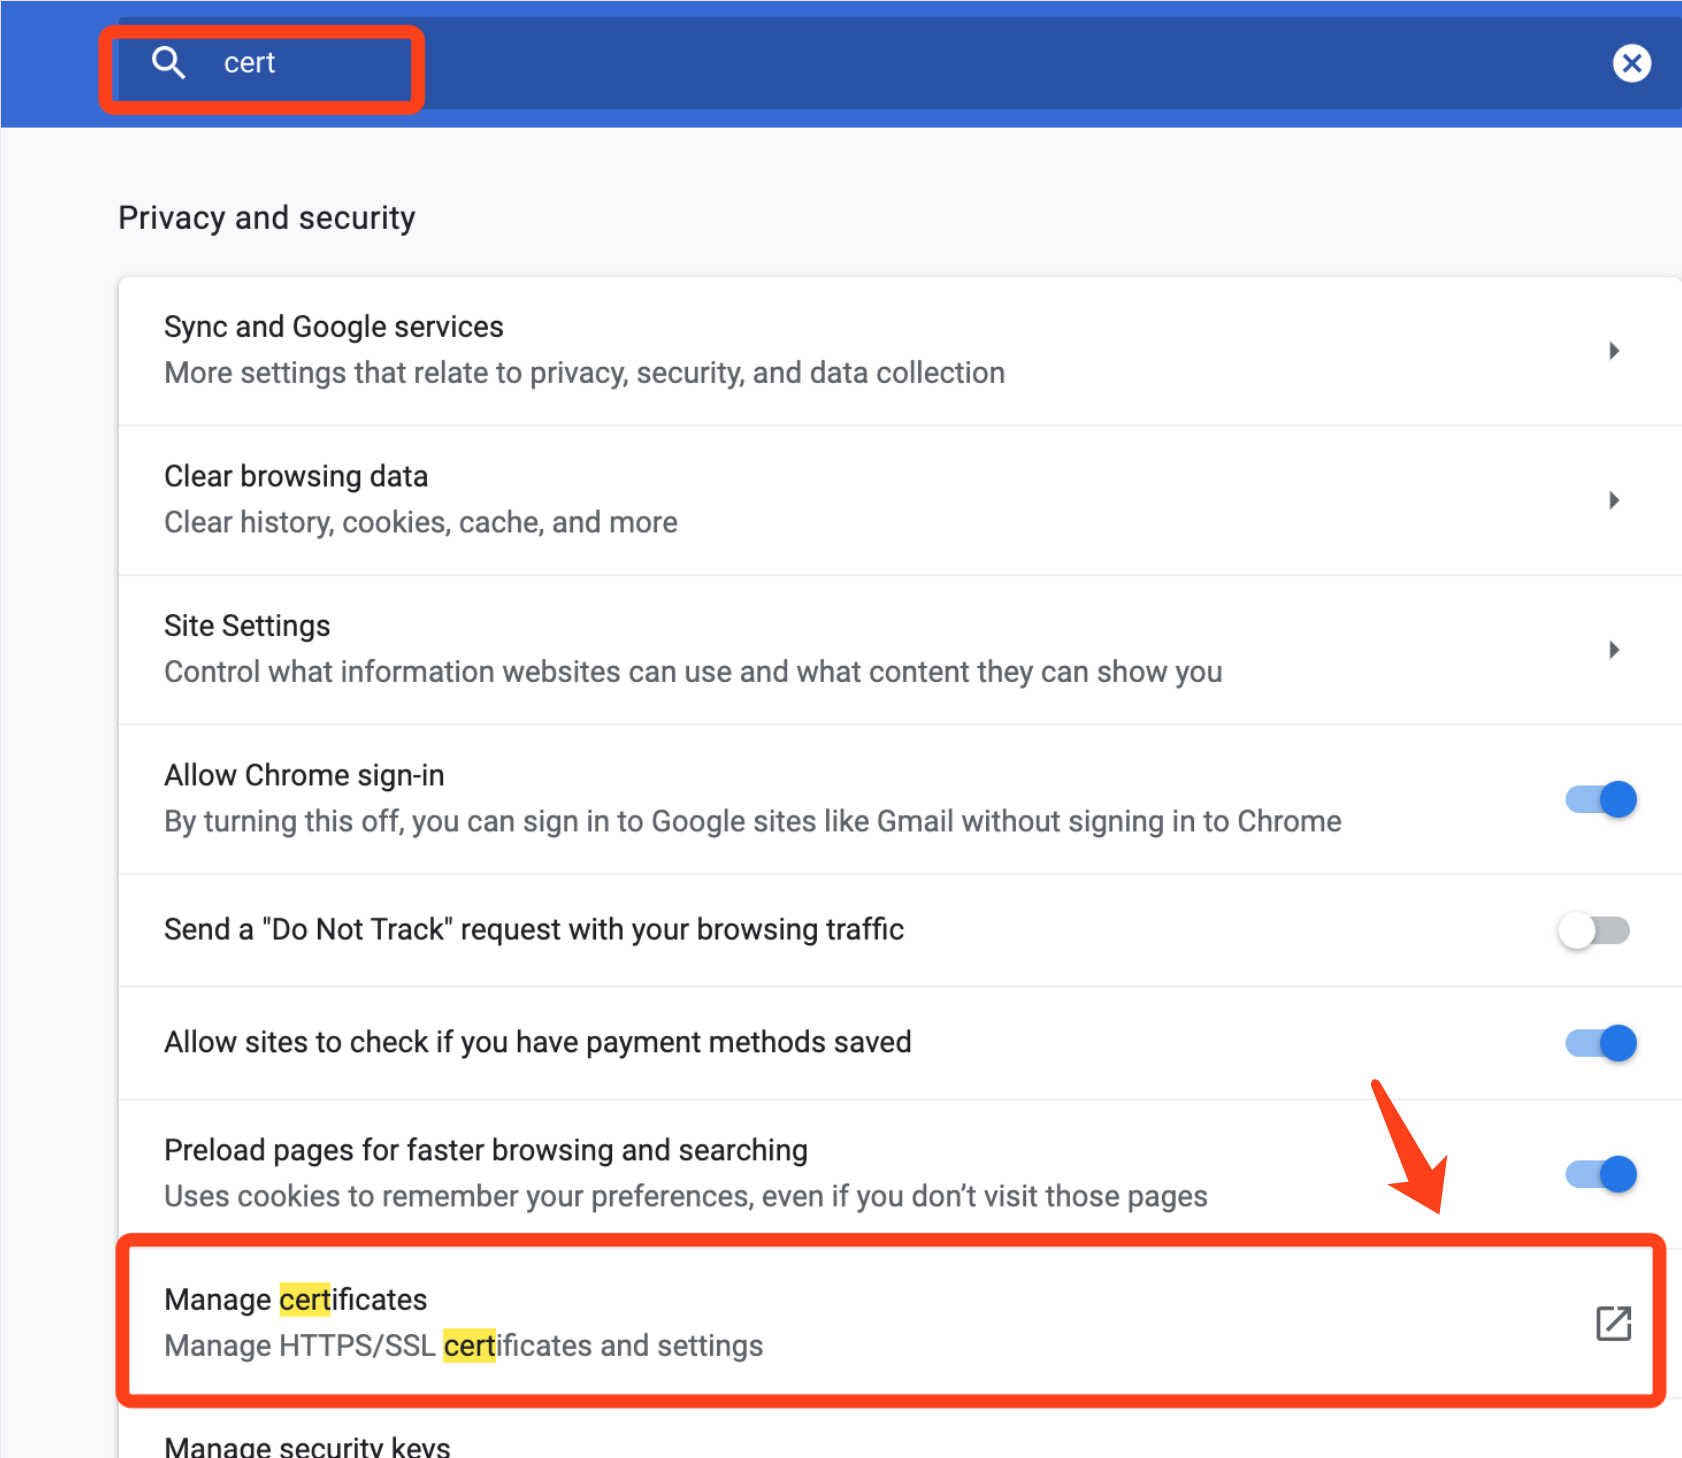 cert
Privacy and security
Sync and Google services
More settings that relate to privacy, security, and data collection
Clear browsing data
Clear history, cookies, cache, and more
Site Settings
Control what information websites can use and what content they can show you
Allow Chrome sign-in
By turning this off, you can sign in to Google sites like Gmail without signing in to Chrome
Send a "Do Not Track" request with your browsing traffic
Allow sites to check if you have payment methods saved
Preload pages for faster browsing and searching
Uses cookies to remember your preferences, even if you don’t visit those pages
Manage certificates
Manage HTTPS/SSL certificates and settings
Manage security keys